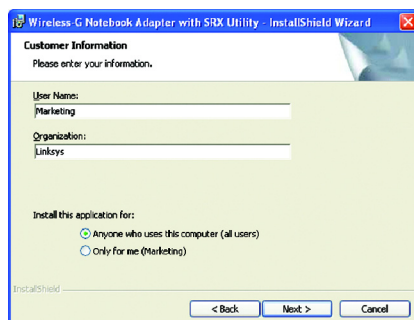 Wireless-G Notebook Adapter with SRX Utility - InstallShield Wizard
Customer Information
Please enter your information.
User Name:
Marketing
Organization:
Linksys
Install this application for:
Anyone who uses this computer (all users)
Only for me (Marketing)
InstallShield
< Back
Next >
Cancel